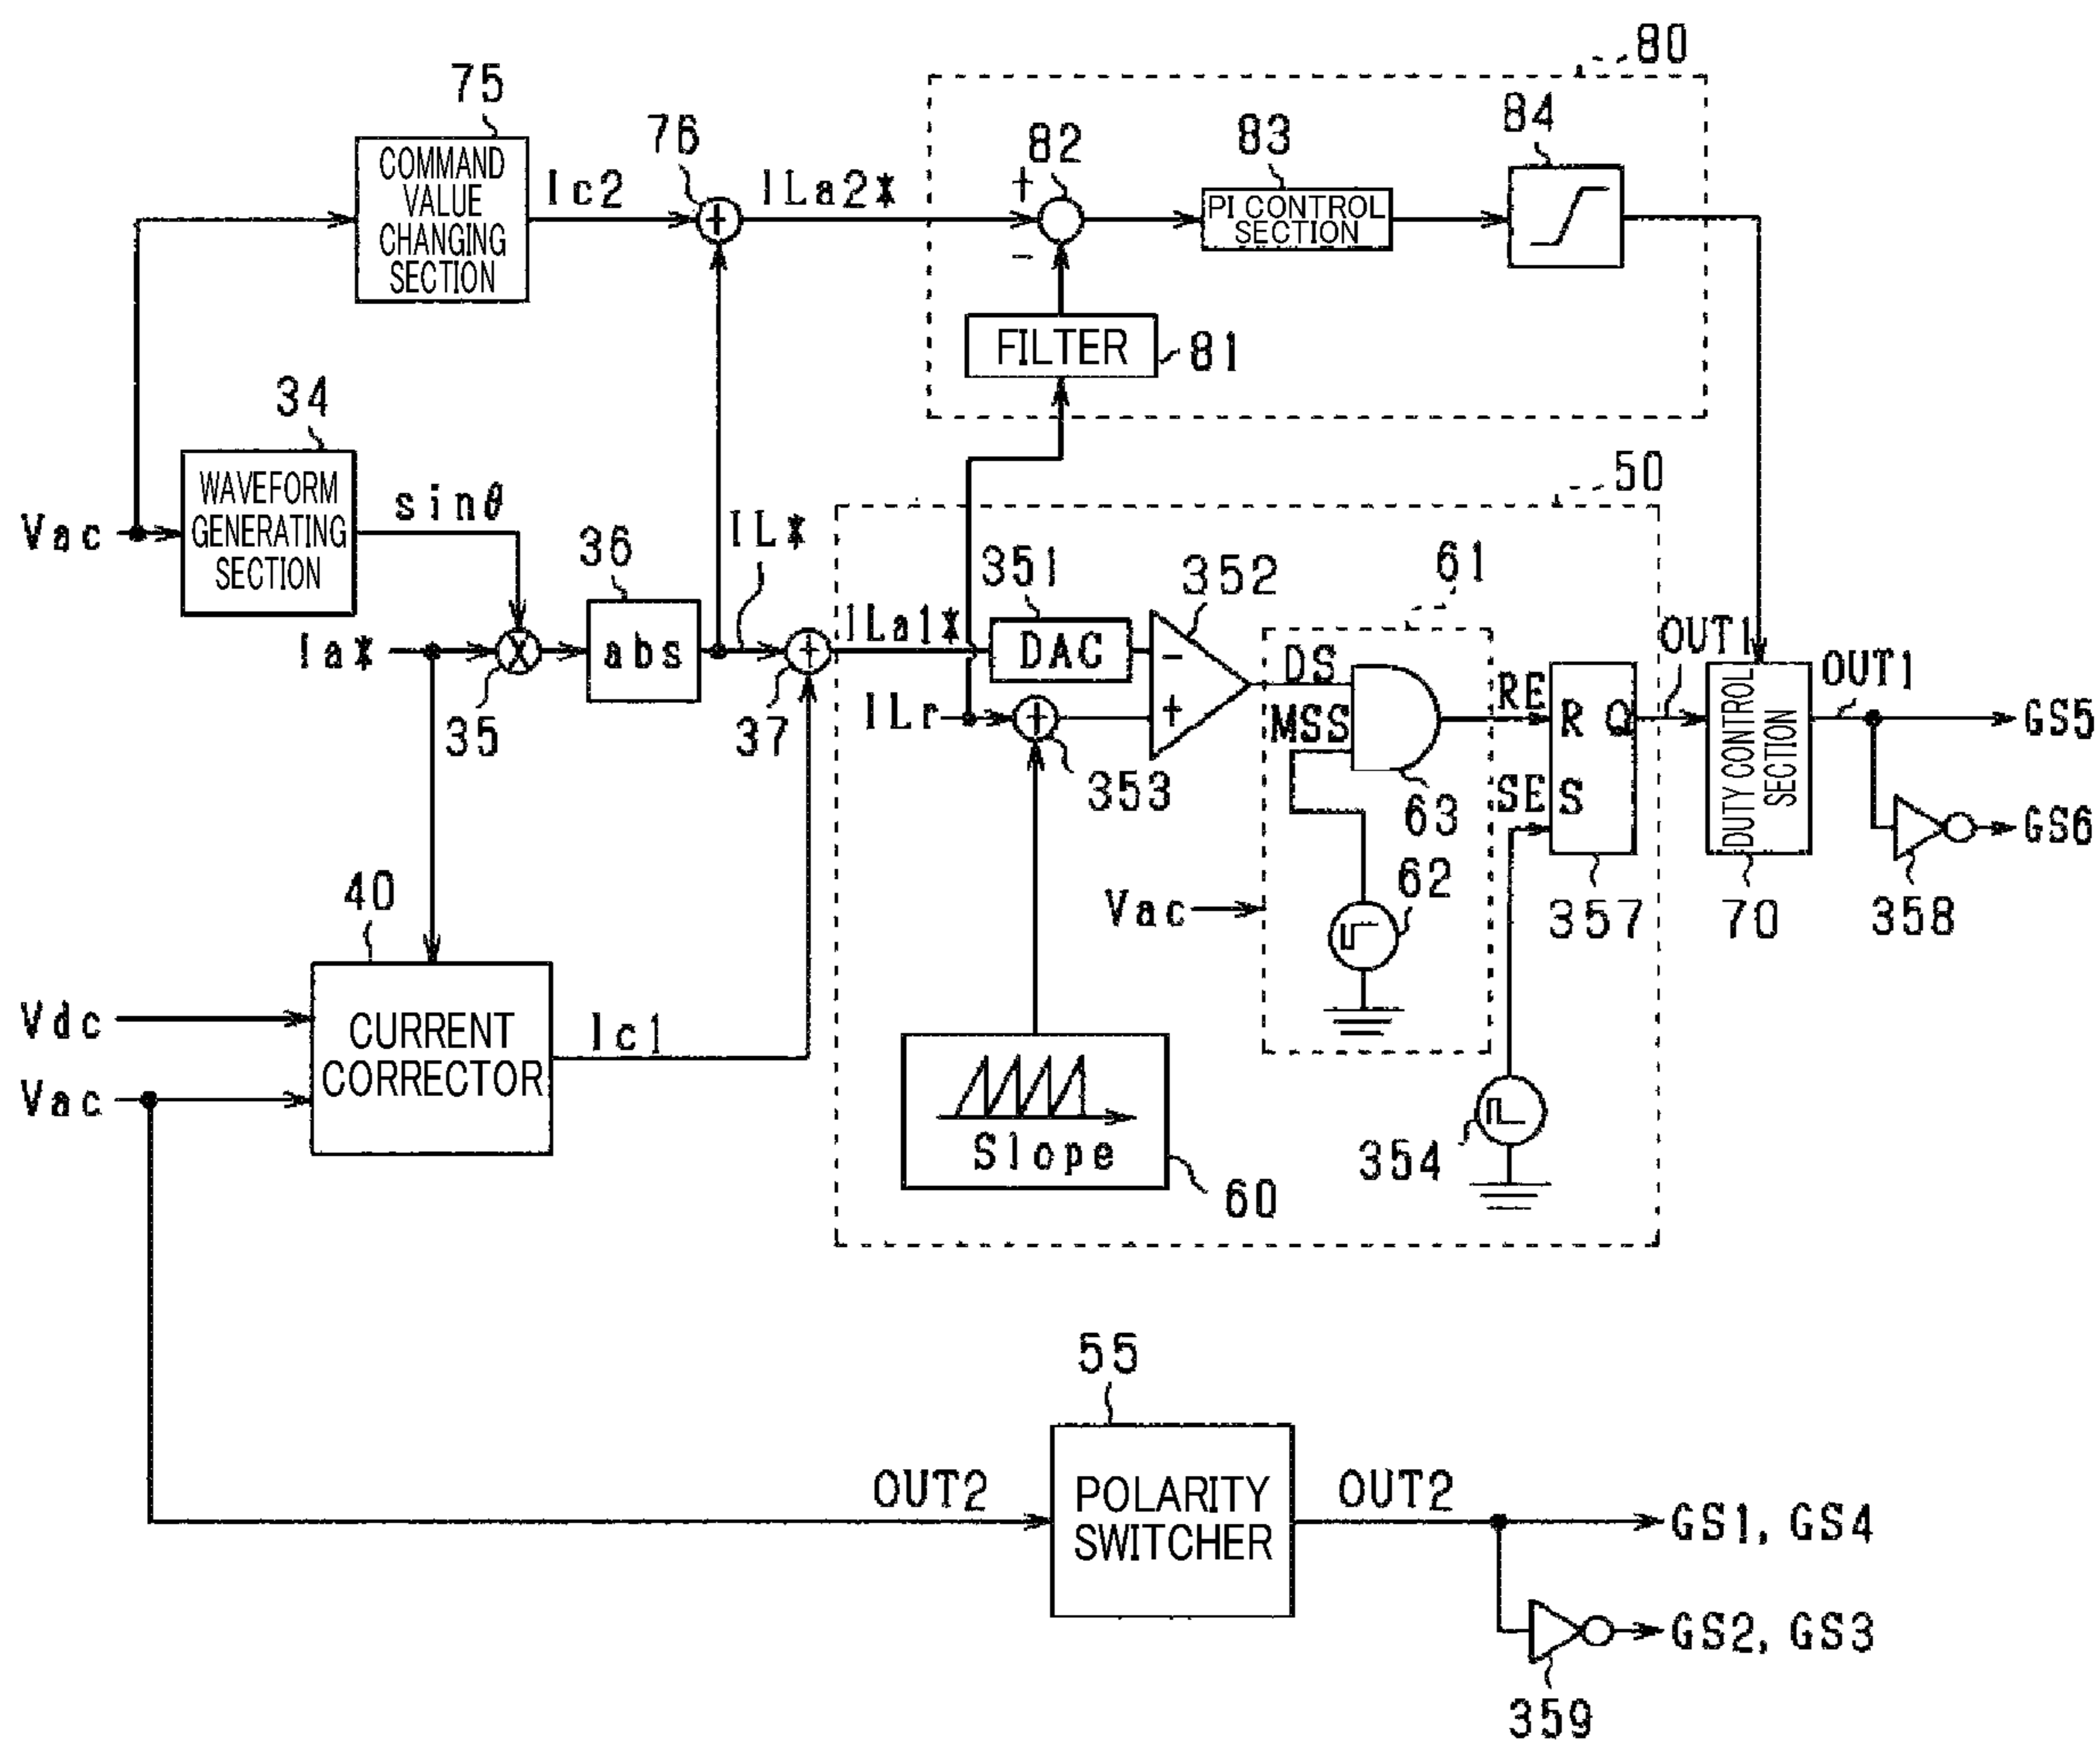 80
75
COMMAND
VALUE
CHANGING
SECTION
Ic2
76
ILa2*
+
82
-
83
PI CONTROL
SECTION
84
FILTER
81
34
WAVEFORM
GENERATING
SECTION
Vac
sinθ
50
36
abs
IL*
Ia*
35
37
ILa1*
351
DAC
352
-
+
ILr
353
61
DS
MSS
63
62
Vac
RE
SE
R Q
S
357
354
OUT1
DUTY CONTROL
SECTION
70
OUT1
GS5
GS6
358
40
Vdc
Vac
CURRENT
CORRECTOR
Ic1
Slope
60
55
OUT2
POLARITY
SWITCHER
OUT2
GS1, GS4
GS2, GS3
359